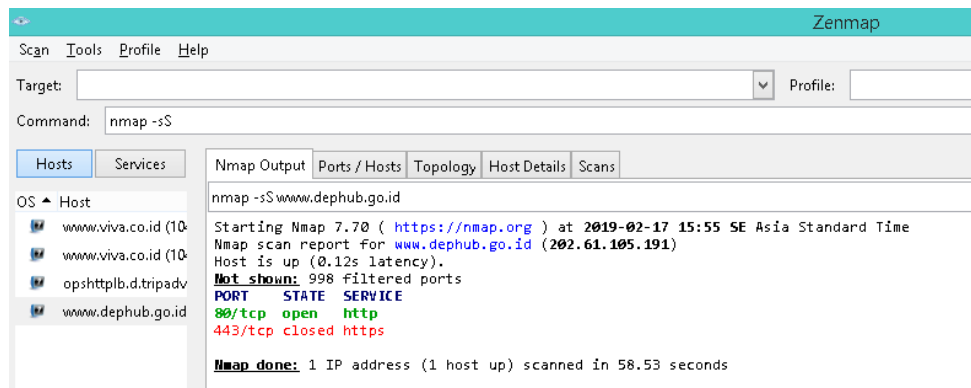 Zenmap
Scan Tools Profile Help
Target: Profile:
Command: nmap -sS
Hosts Services
Nmap Output Ports / Hosts Topology Host Details Scans
OS Host
nmap -sS www.dephub.go.id
www.viva.co.id (104
www.viva.co.id (104
opshttplb.d.tripadv
www.dephub.go.id
Starting Nmap 7.70 ( https://nmap.org ) at 2019-02-17 15:55 SE Asia Standard Time
Nmap scan report for www.dephub.go.id (202.61.105.191)
Host is up (0.12s latency).
Not shown: 998 filtered ports
PORT STATE SERVICE
80/tcp open http
443/tcp closed https
Nmap done: 1 IP address (1 host up) scanned in 58.53 seconds